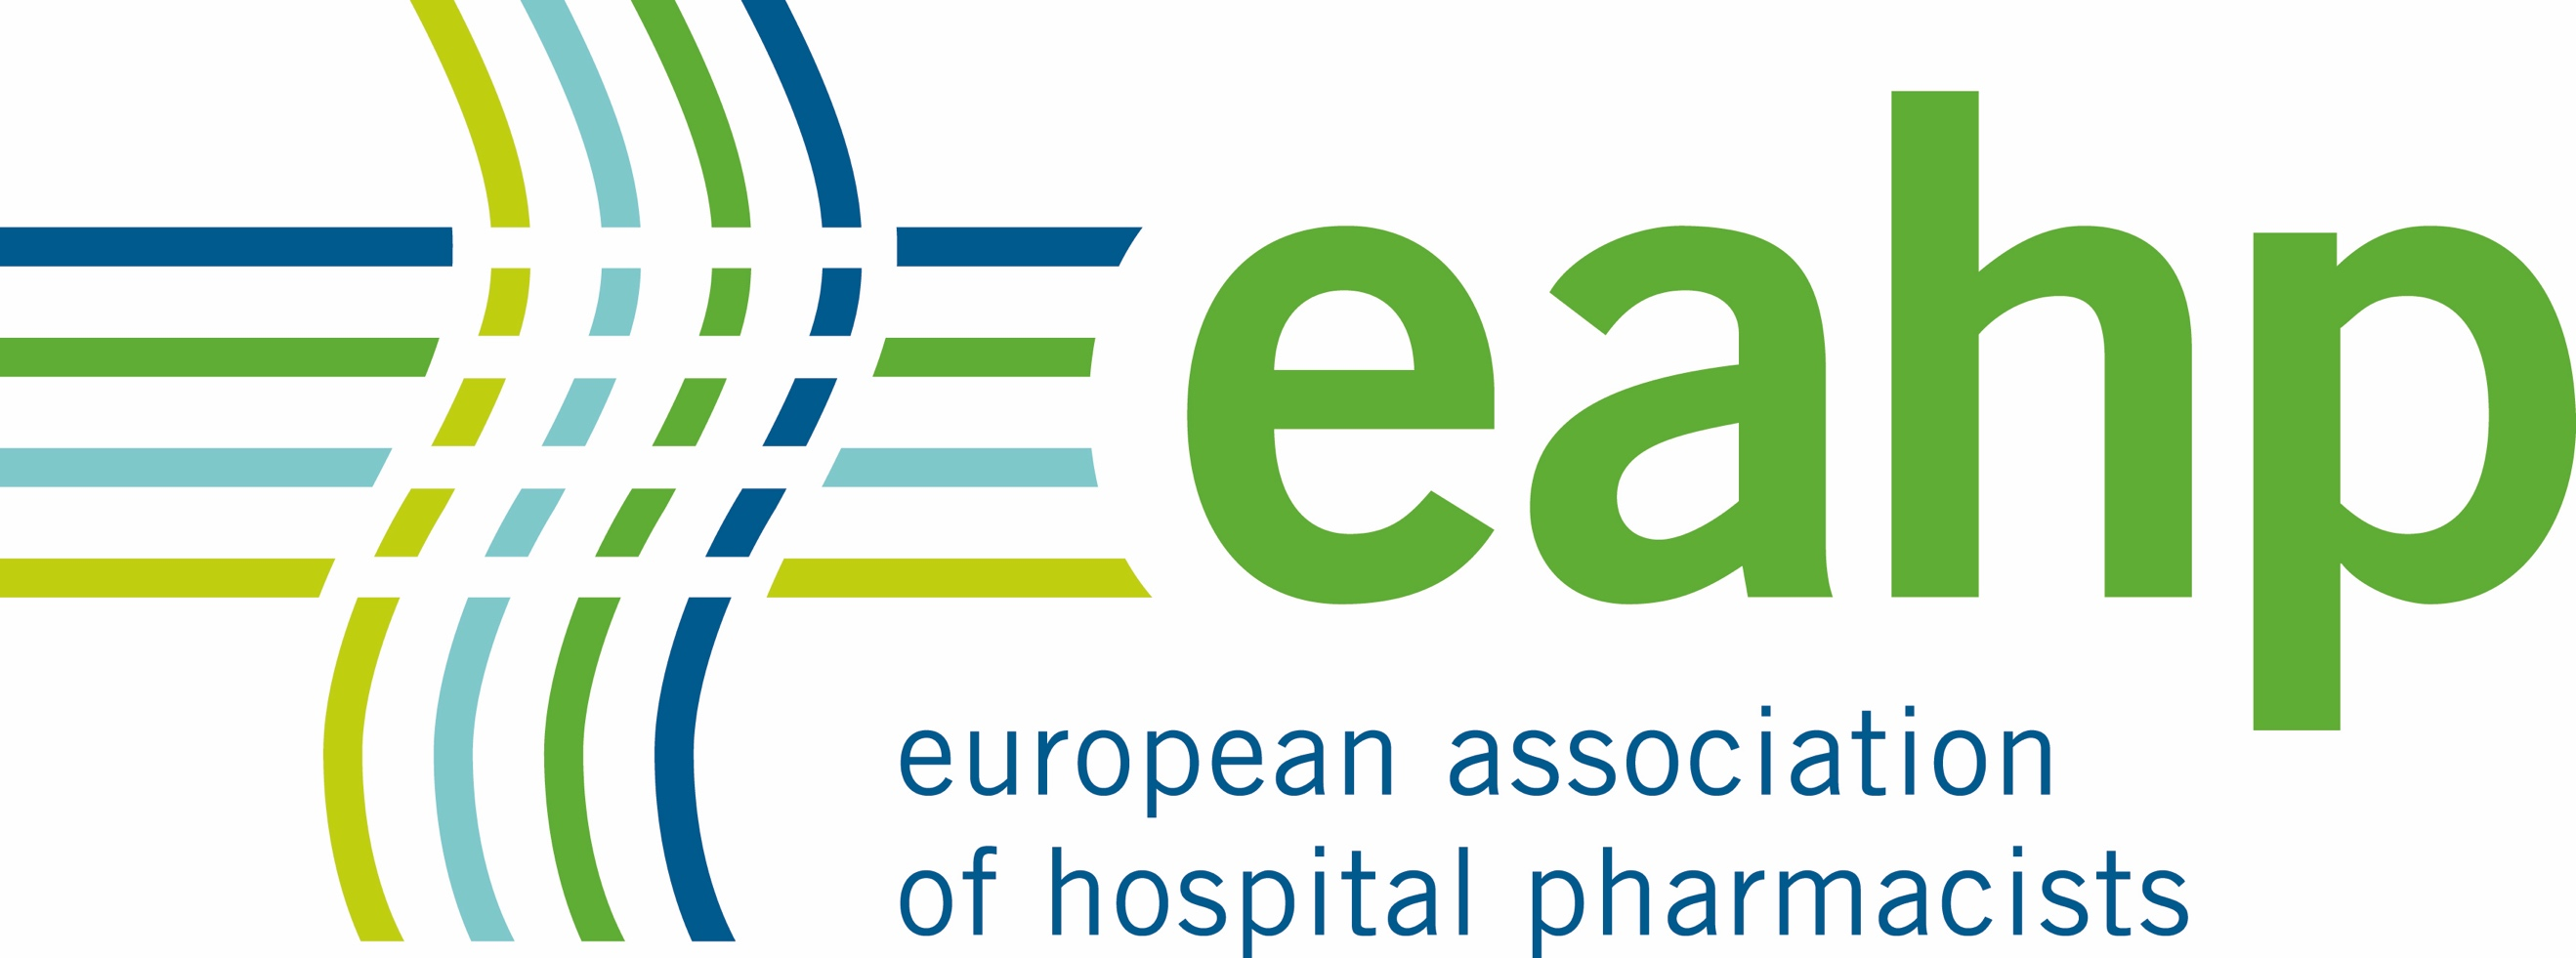 eahp
european association
of hospital pharmacists